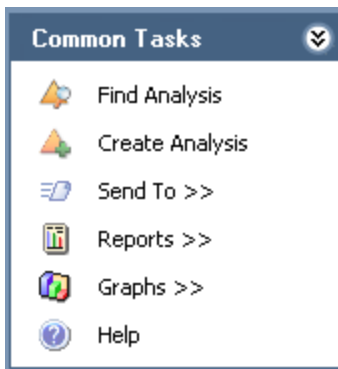 Common Tasks
Find Analysis
Create Analysis
Send To >>
Reports >>
Graphs >>
Help